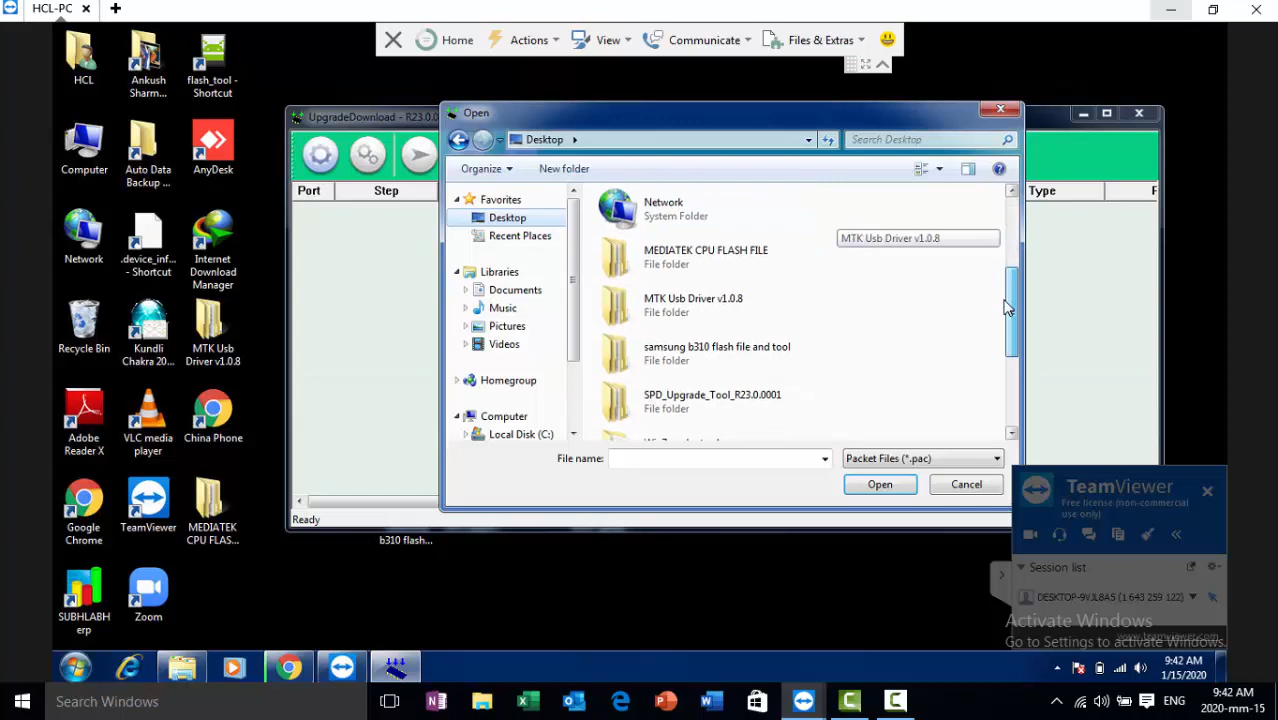 HCL-PC
Home
Actions
View
Communicate
Files & Extras
HCL
Ankush
Sharm...
flash_tool -
Shortcut
Computer
Auto Data
Backup ...
AnyDesk
Network
.device_inf...
- Shortcut
Internet
Download
Manager
Recycle Bin
Kundli
Chakra 20...
MTK Usb
Driver v1.0.8
Adobe
Reader X
VLC media
player
China Phone
Google
Chrome
TeamViewer
MEDIATEK
CPU FLAS...
SUBHLABH
erp
Zoom
b310 flash...
UpgradeDownload - R23.0.0
Port
Step
Type
Ready
Open
Desktop
Search Desktop
Organize
New folder
Favorites
Desktop
Recent Places
Libraries
Documents
Music
Pictures
Videos
Homegroup
Computer
Local Disk (C:)
Network
System Folder
MTK Usb Driver v1.0.8
MEDIATEK CPU FLASH FILE
File folder
MTK Usb Driver v1.0.8
File folder
samsung b310 flash file and tool
File folder
SPD_Upgrade_Tool_R23.0.0001
File folder
File name:
Packet Files (*.pac)
Open
Cancel
TeamViewer
Free license (non-commercial
use only)
Session list
DESKTOP-9VJL8A5 (1 643 259 122)
www.teamviewer.com
Activate Windows
Go to Settings to activate Windows.
9:42 AM
1/15/2020
Search Windows
ENG
9:42 AM
2020-mm-15